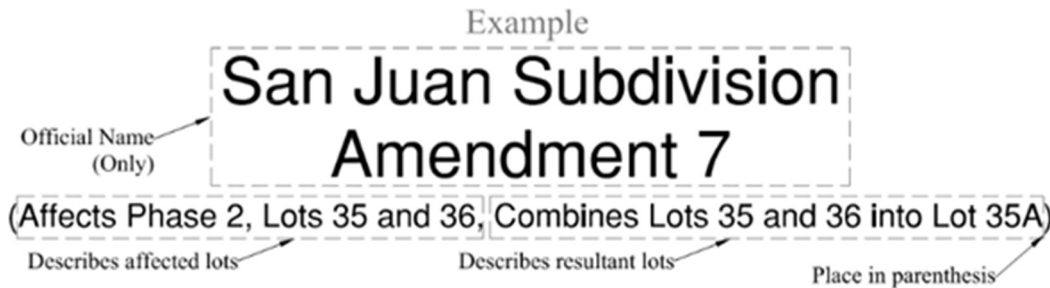 Example
San Juan Subdivision
Amendment 7
Official Name
(Only)
(Affects Phase 2, Lots 35 and 36, Combines Lots 35 and 36 into Lot 35A)
Describes affected lots
Describes resultant lots
Place in parenthesis